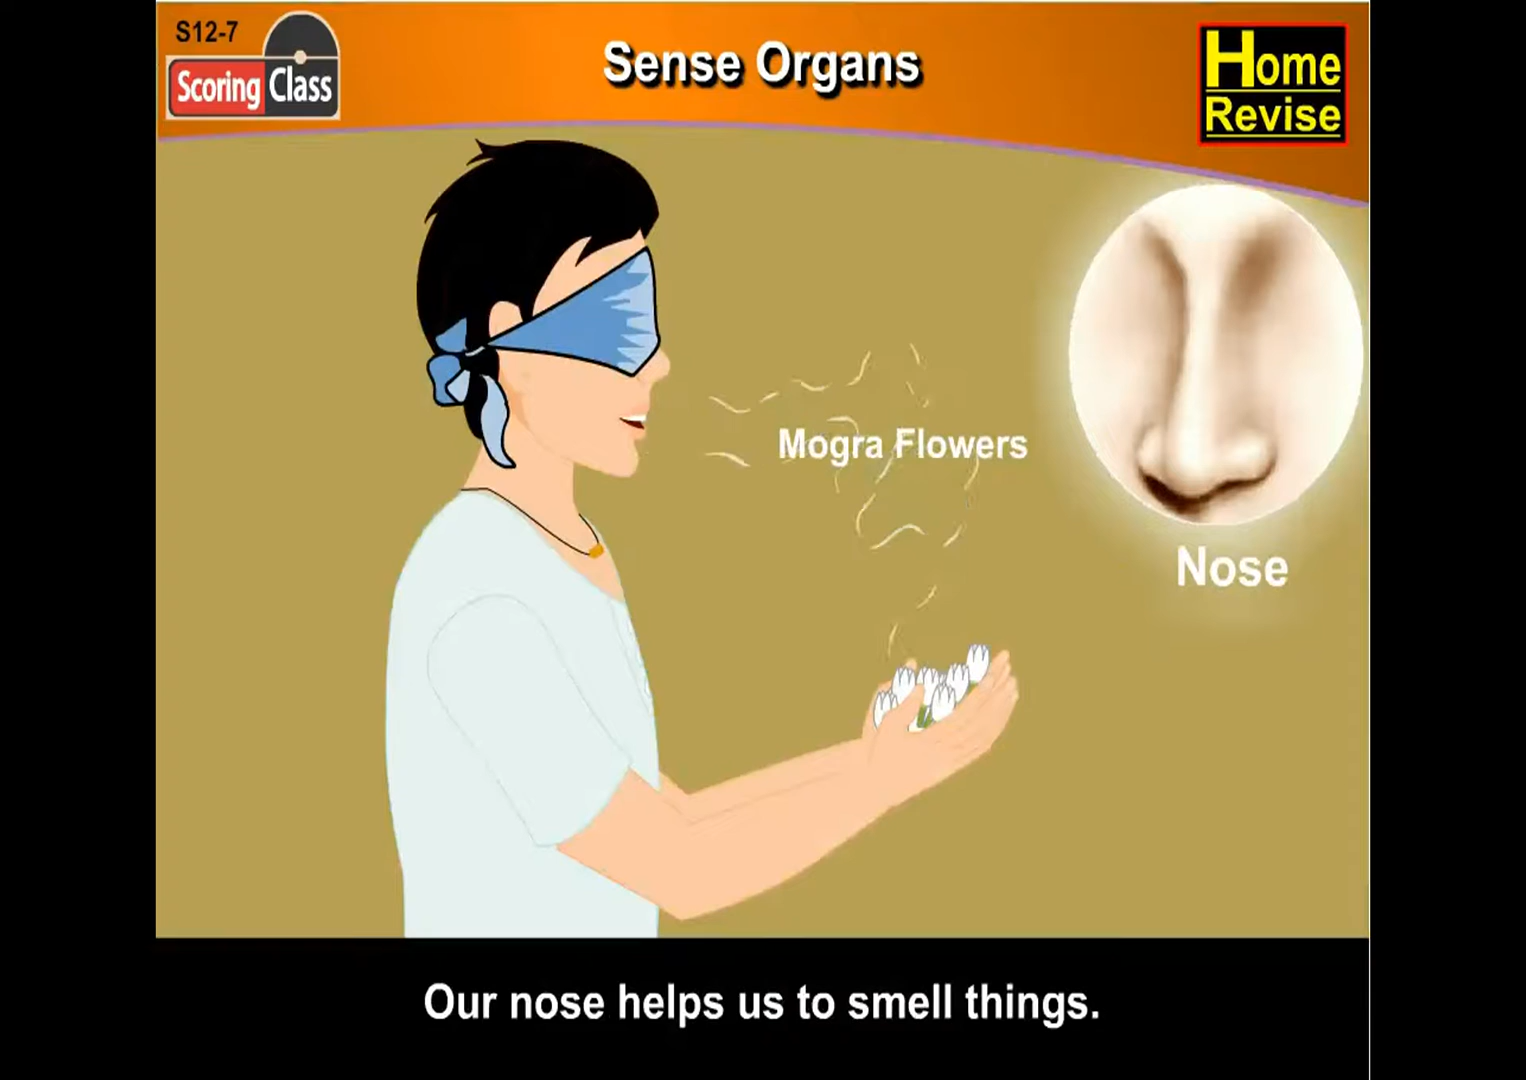 S12-7
Scoring Class
Sense Organs
Home
Revise
Mogra Flowers
Nose
Our nose helps us to smell things.